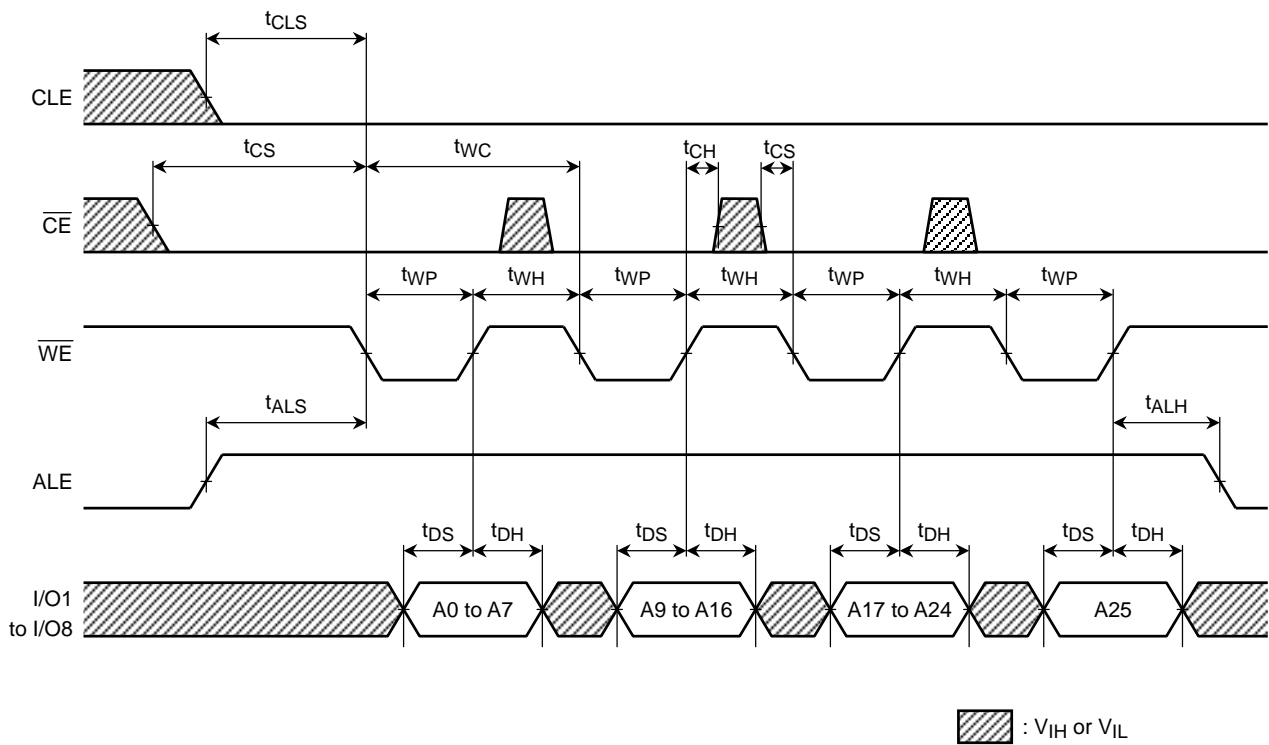 tCLS
CLE
tCS tWC tCH tCS
CE
tWP tWH tWP tWH tWP tWH tWP
WE
tALS tALH
ALE
tDS tDH tDS tDH tDS tDH tDS tDH
I/O1
to I/O8
A0 to A7 A9 to A16 A17 to A24 A25
: VIH or VIL